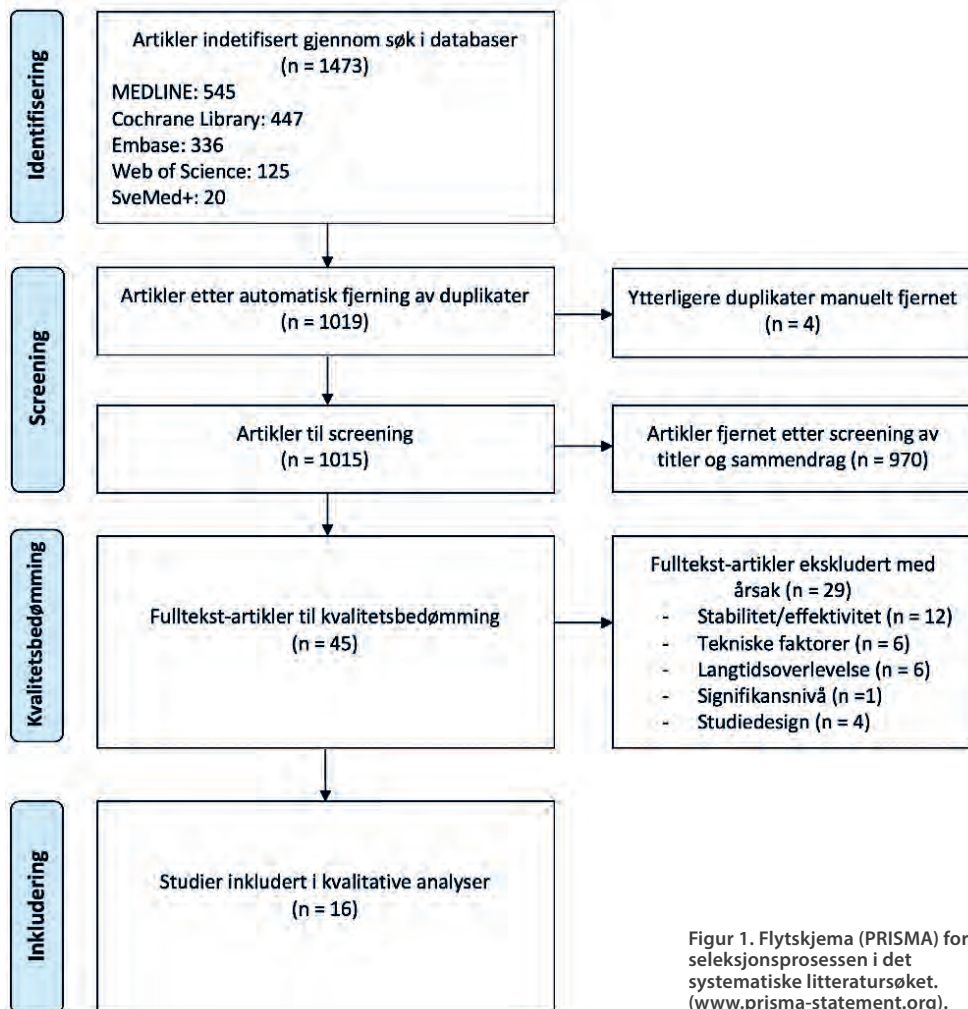 Identifisering
Artikler indetifisert gjennom søk i databaser
(n = 1473)
MEDLINE: 545
Cochrane Library: 447
Embase: 336
Web of Science: 125
SveMed+: 20
Screening
Artikler etter automatisk fjerning av duplikater
(n = 1019)
Ytterligere duplikater manuelt fjernet
(n = 4)
Artikler til screening
(n = 1015)
Artikler fjernet etter screening av
titler og sammendrag (n = 970)
Kvalitetsbedømming
Fulltekst-artikler til kvalitetsbedømming
(n = 45)
Fulltekst-artikler ekskludert med
årsak (n = 29)
- Stabilitet/effektivitet (n = 12)
- Tekniske faktorer (n = 6)
- Langtidsoverlevelse (n = 6)
- Signifikansnivå (n =1)
- Studiedesign (n = 4)
Inkludering
Studier inkludert i kvalitative analyser
(n = 16)
Figur 1. Flytskjema (PRISMA) for
seleksjonsprosessen i det
systematiske litteratursøket.
(www.prisma-statement.org).